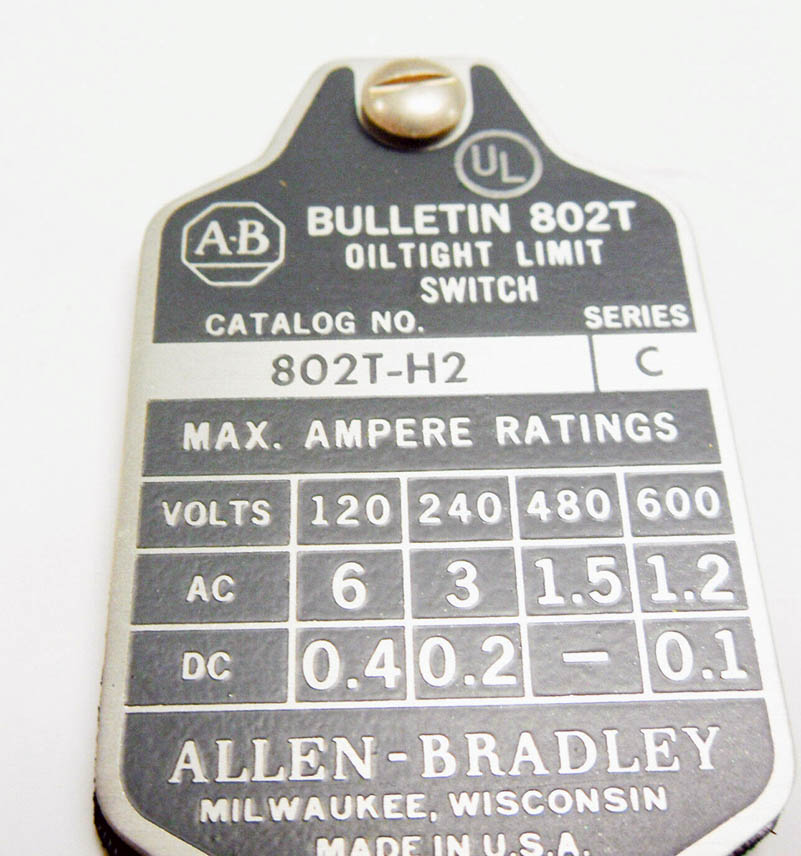 UL
A-B
BULLETIN 802T
OILTIGHT LIMIT
SWITCH
CATALOG NO. SERIES
802T-H2 C
MAX. AMPERE RATINGS
VOLTS 120 240 480 600
AC 6 3 1.5 1.2
DC 0.4 0.2 – 0.1
ALLEN-BRADLEY
MILWAUKEE, WISCONSIN
MADE IN U.S.A.